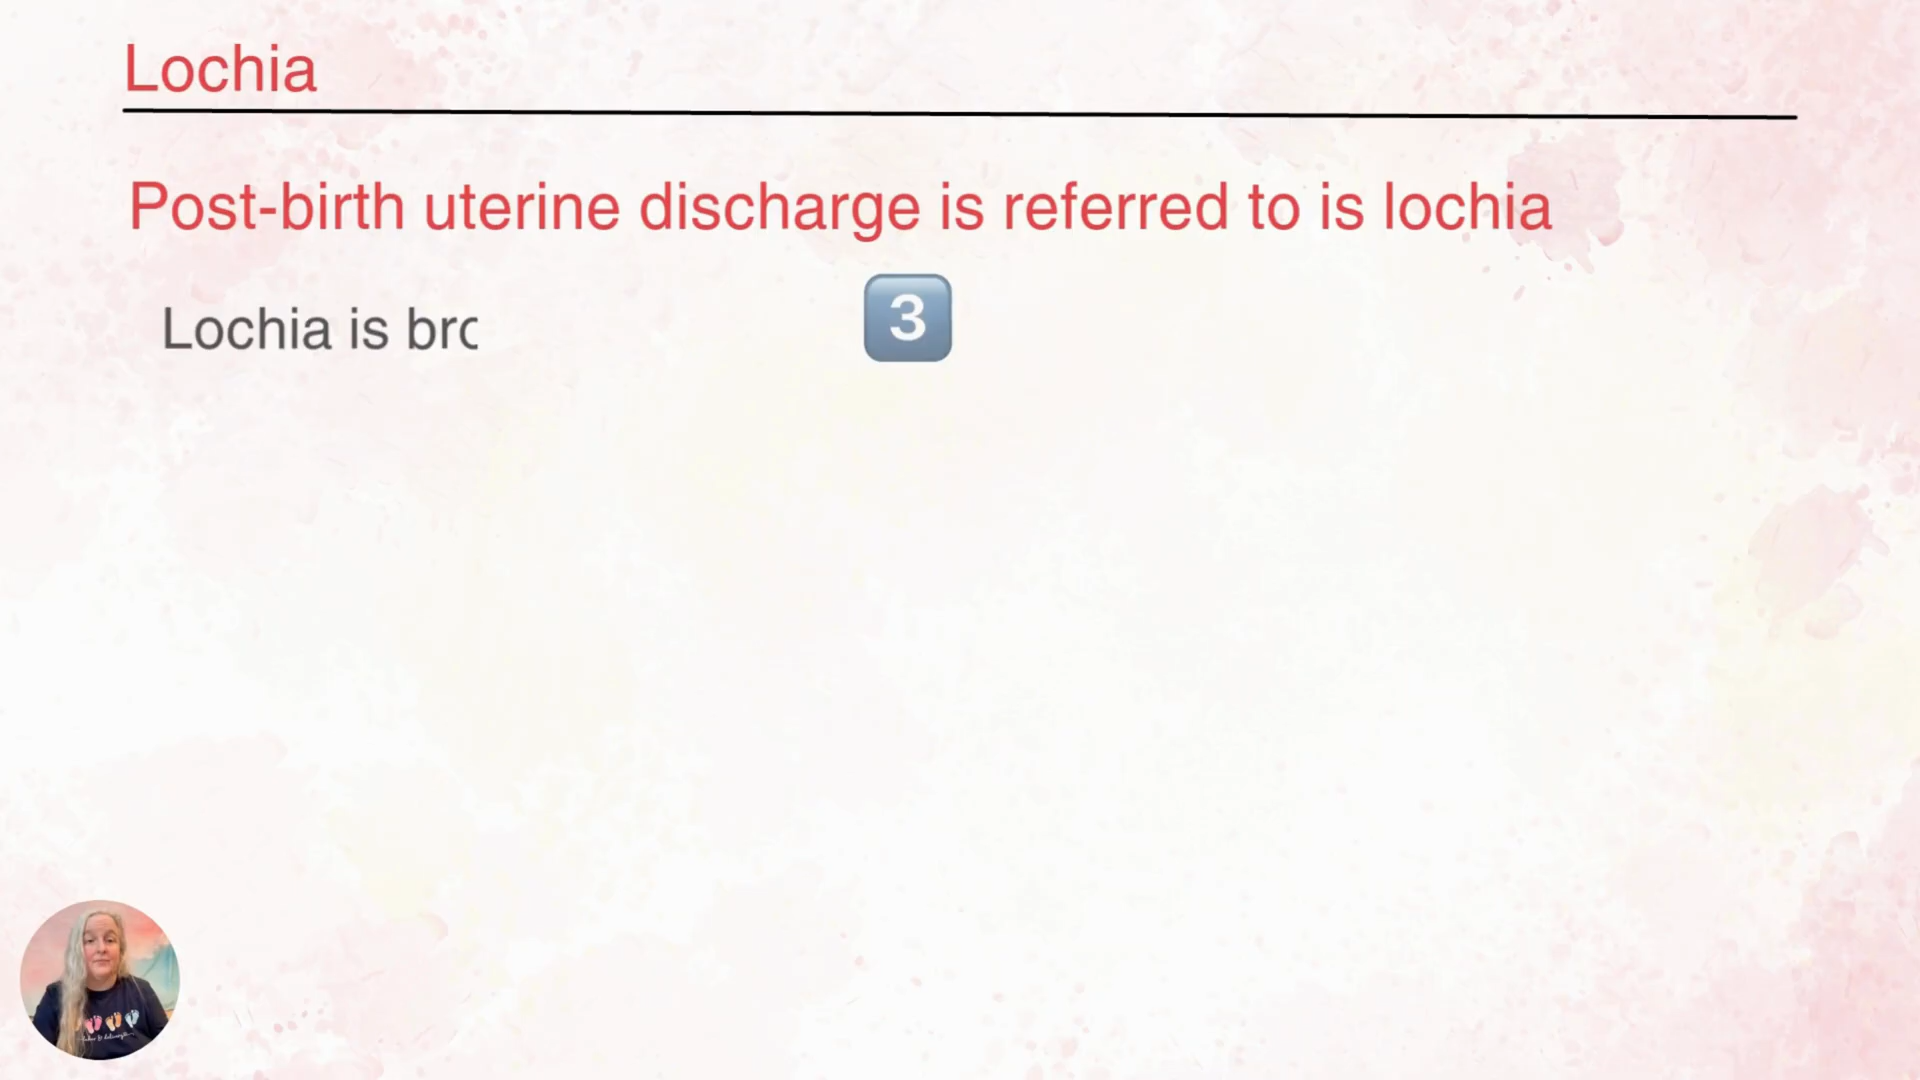 Lochia
Post-birth uterine discharge is referred to is lochia
Lochia is
3